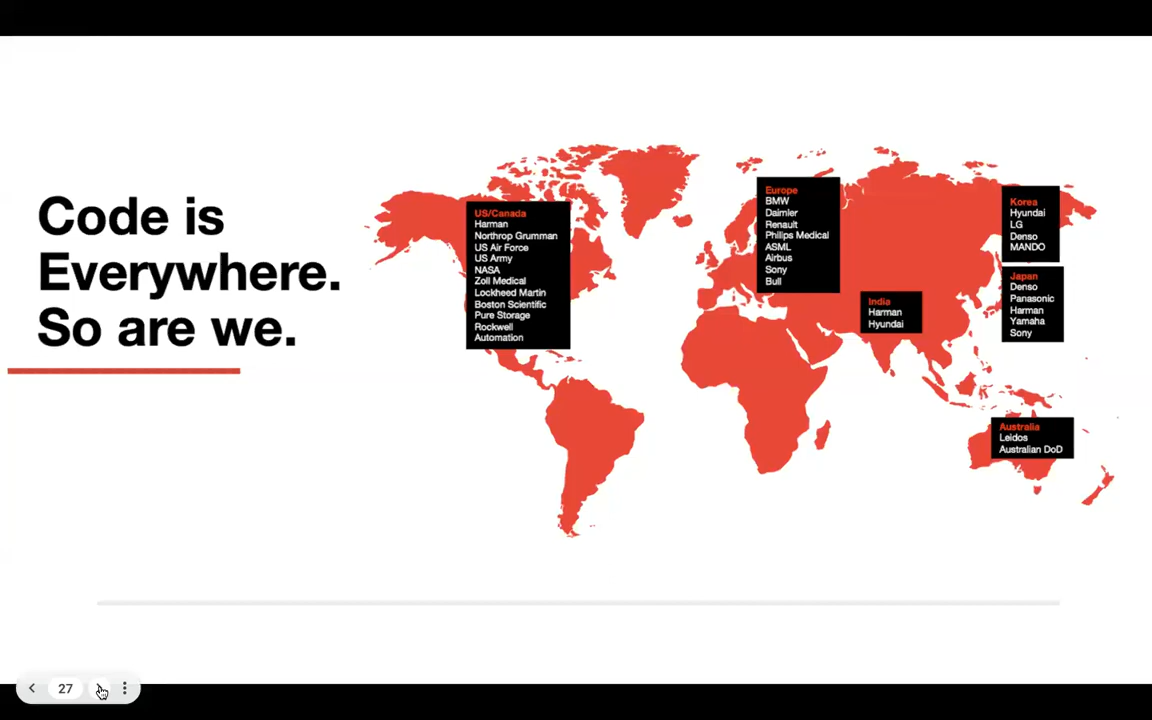 Code is
Everywhere.
So are we.
US/Canada
Harman
Northrop Grumman
US Air Force
US Army
NASA
Zoll Medical
Lockheed Martin
Boston Scientific
Pure Storage
Rockwell
Automation
Europe
BMW
Daimler
Renault
Philips Medical
ASML
Airbus
Sony
Bull
India
Harman
Hyundai
Korea
Hyundai
LG
Denso
MANDO
Japan
Denso
Panasonic
Harman
Yamaha
Sony
Australia
Leidos
Australian DoD
27